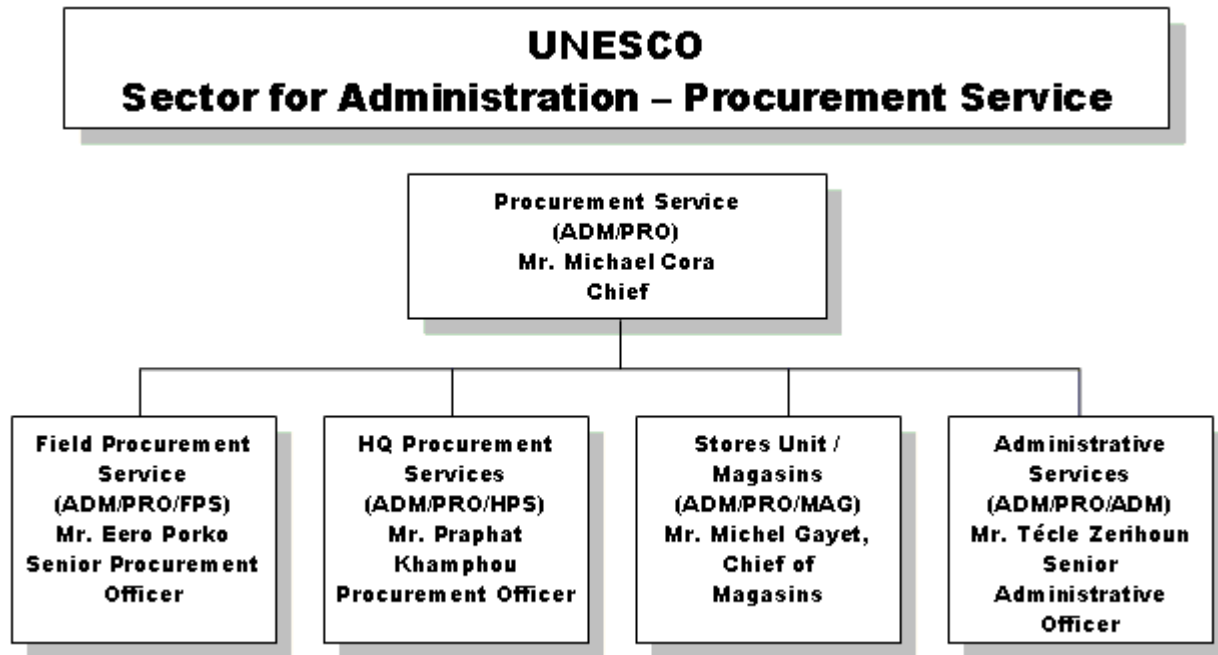 UNESCO
Sector for Administration – Procurement Service
Procurement Service
(ADM/PRO)
Mr. Michael Cora
Chief
Field Procurement
Service
(ADM/PRO/FPS)
Mr. Eero Porko
Senior Procurement
Officer
HQ Procurement
Services
(ADM/PRO/HPS)
Mr. Praphat
Khamphou
Procurement Officer
Stores Unit /
Magasins
(ADM/PRO/MAG)
Mr. Michel Gayet,
Chief of
Magasins
Administrative
Services
(ADM/PRO/ADM)
Mr. Técle Zerihoun
Senior
Administrative
Officer